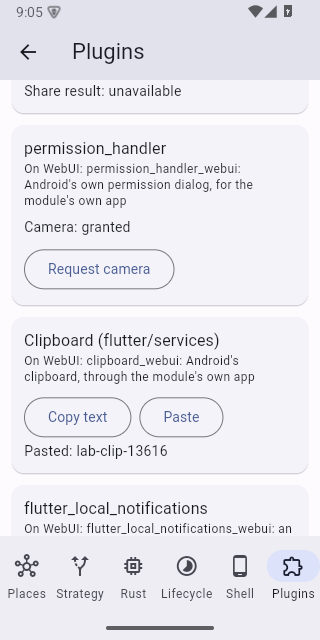 9:05
Plugins
Share result: unavailable
permission_handler
On WebUI: permission_handler_webui:
Android's own permission dialog, for the
module's own app
Camera: granted
Request camera
Clipboard (flutter/services)
On WebUI: clipboard_webui: Android's
clipboard, through the module's own app
Copy text Paste
Pasted: lab-clip-13616
flutter_local_notifications
On WebUI: flutter_local_notifications_webui: an
Places Strategy Rust Lifecycle Shell Plugins